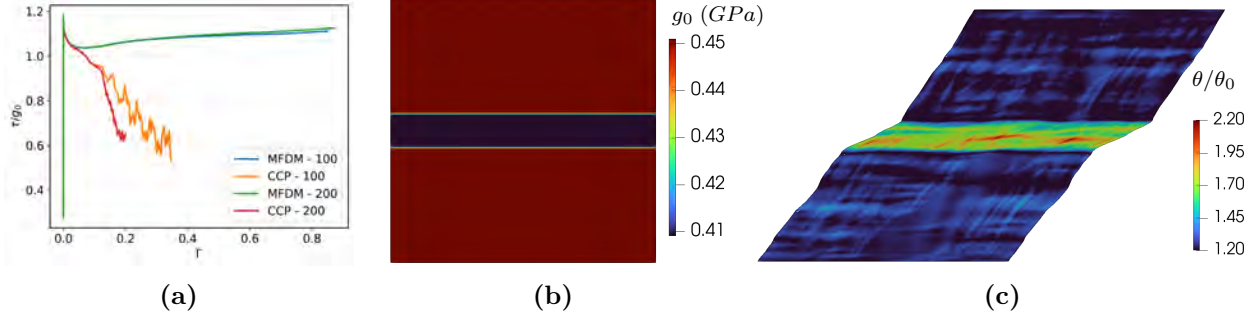 1.2
1.0
0.8
0.6
0.4
τ/g₀
0.0 0.2 0.4 0.6 0.8
Γ
MFDM - 100
CCP - 100
MFDM - 200
CCP - 200
g₀ (GPa)
0.45
0.44
0.43
0.42
0.41
θ/θ₀
2.20
1.95
1.70
1.45
1.20
(a) (b) (c)